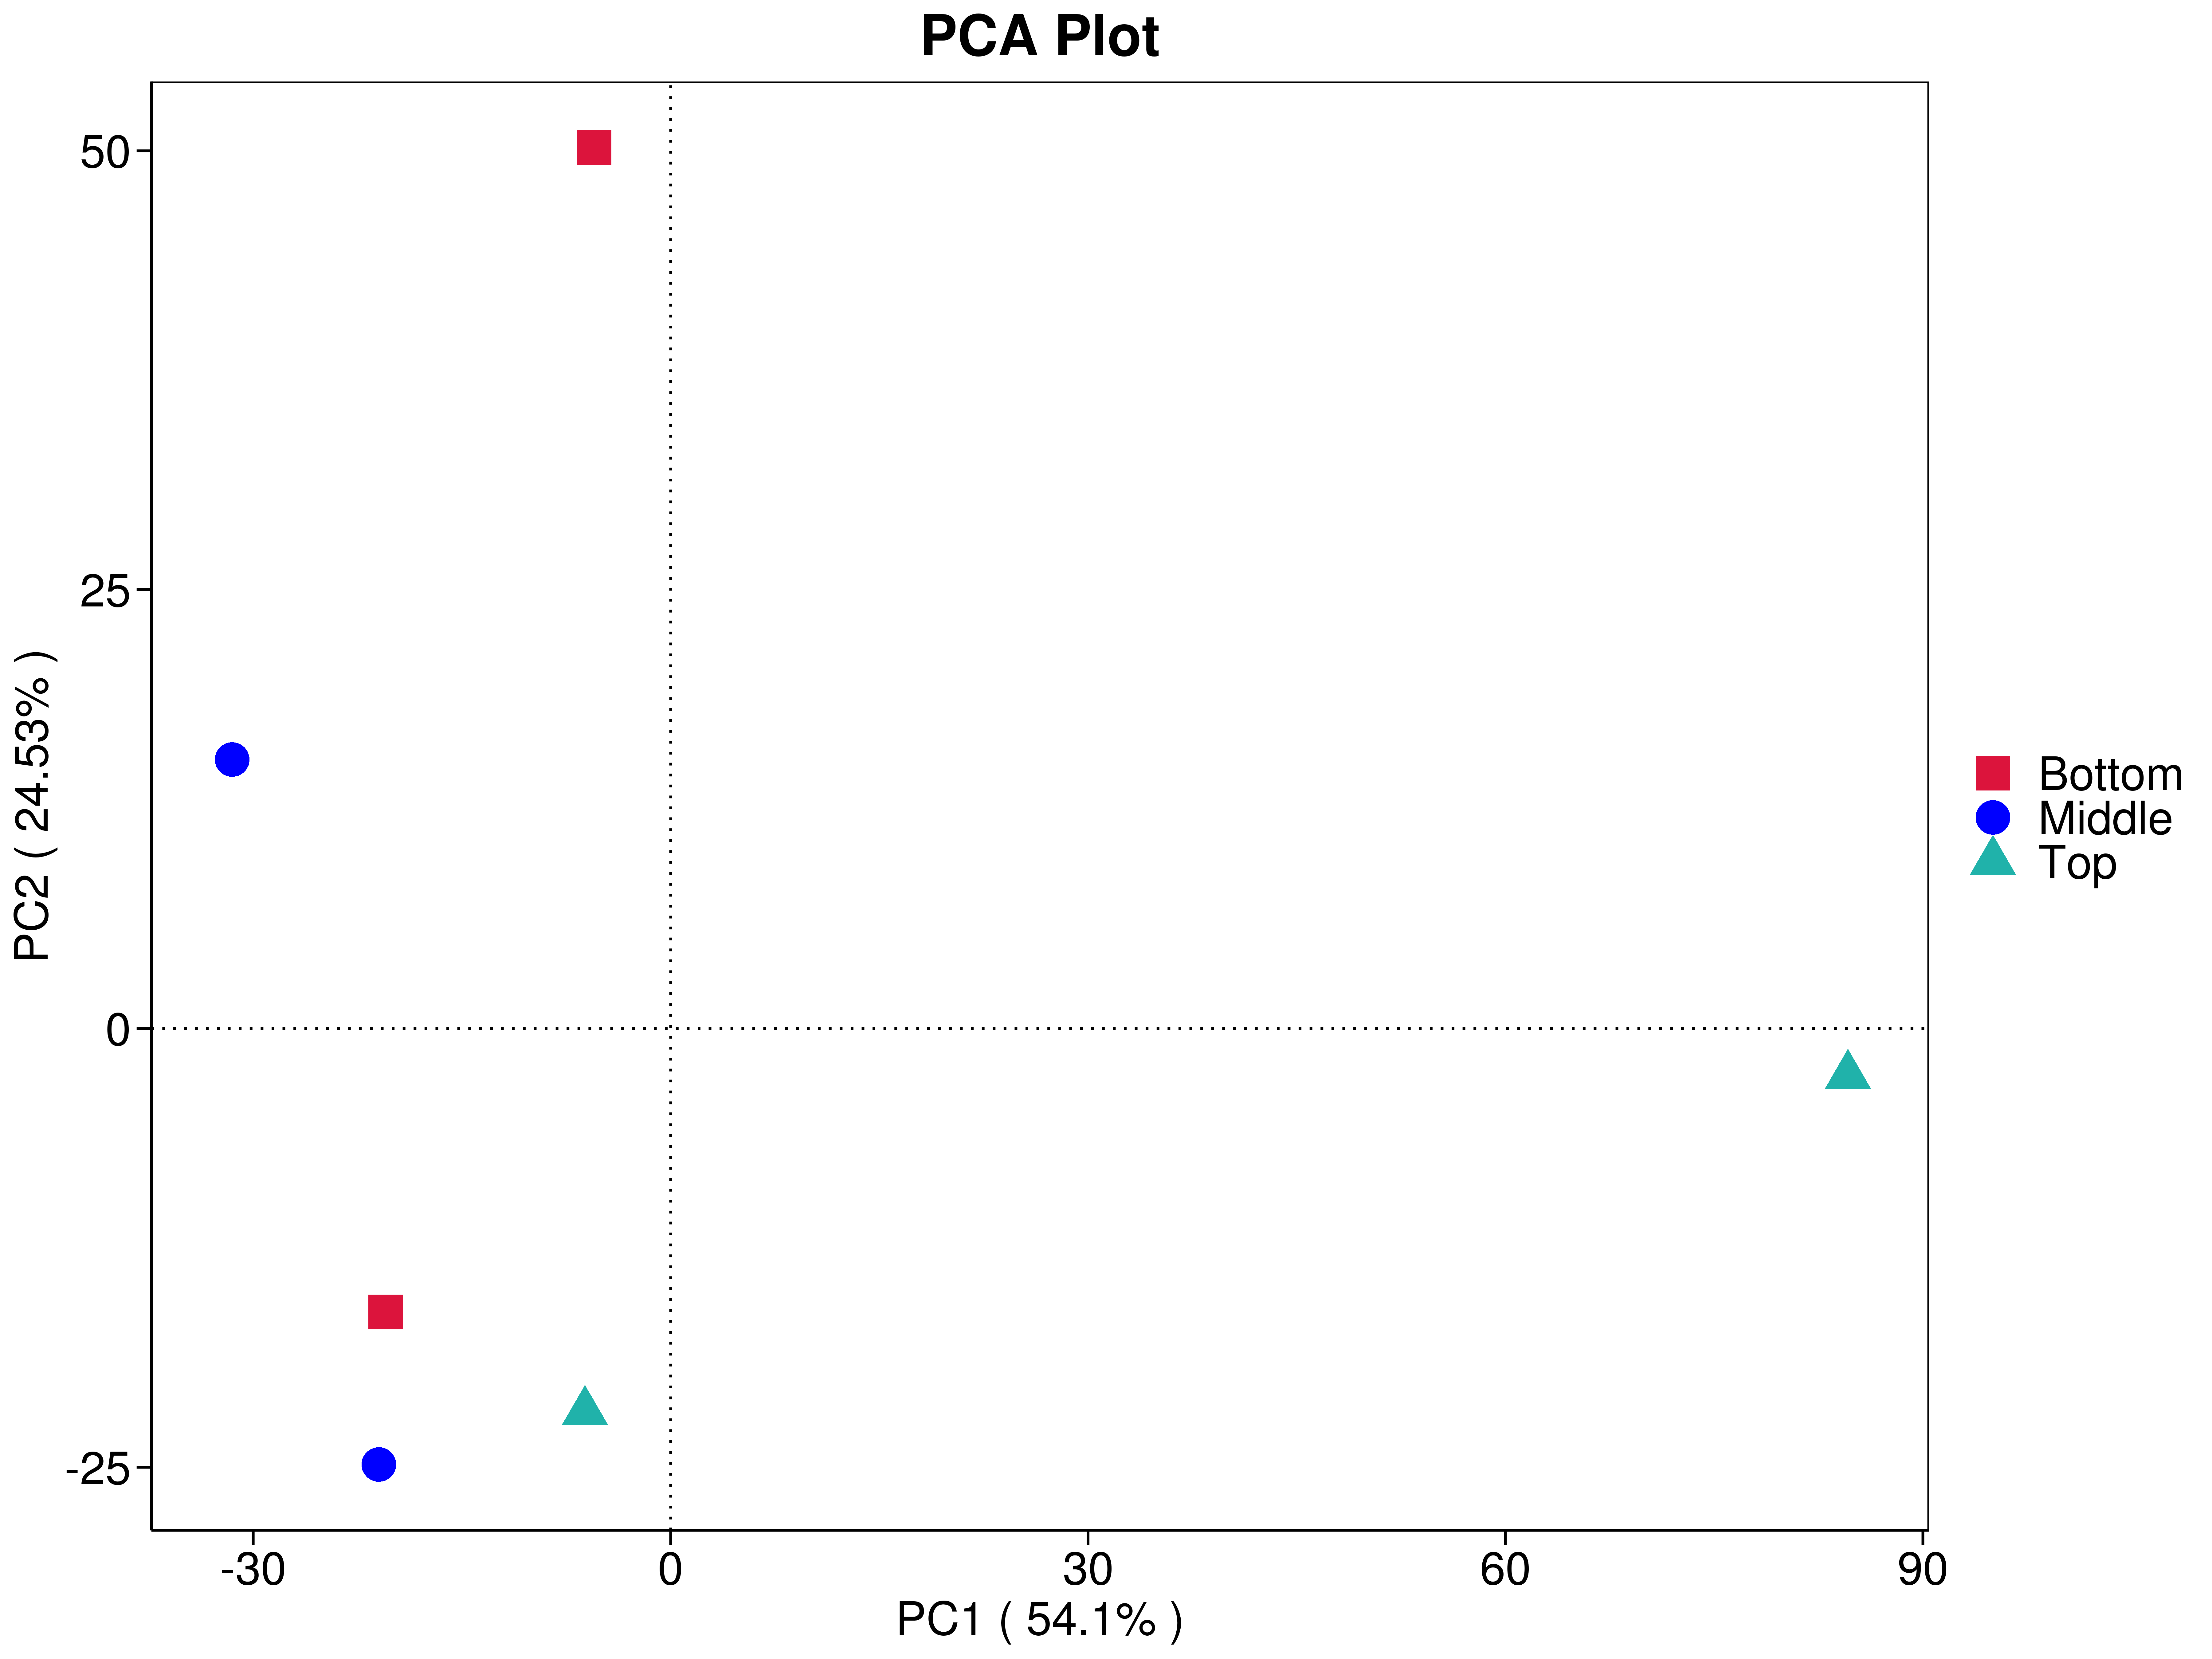 PCA Plot
50
25
0
-25
PC2 ( 24.53% )
-30 0 30 60 90
PC1 ( 54.1% )
Bottom
Middle
Top